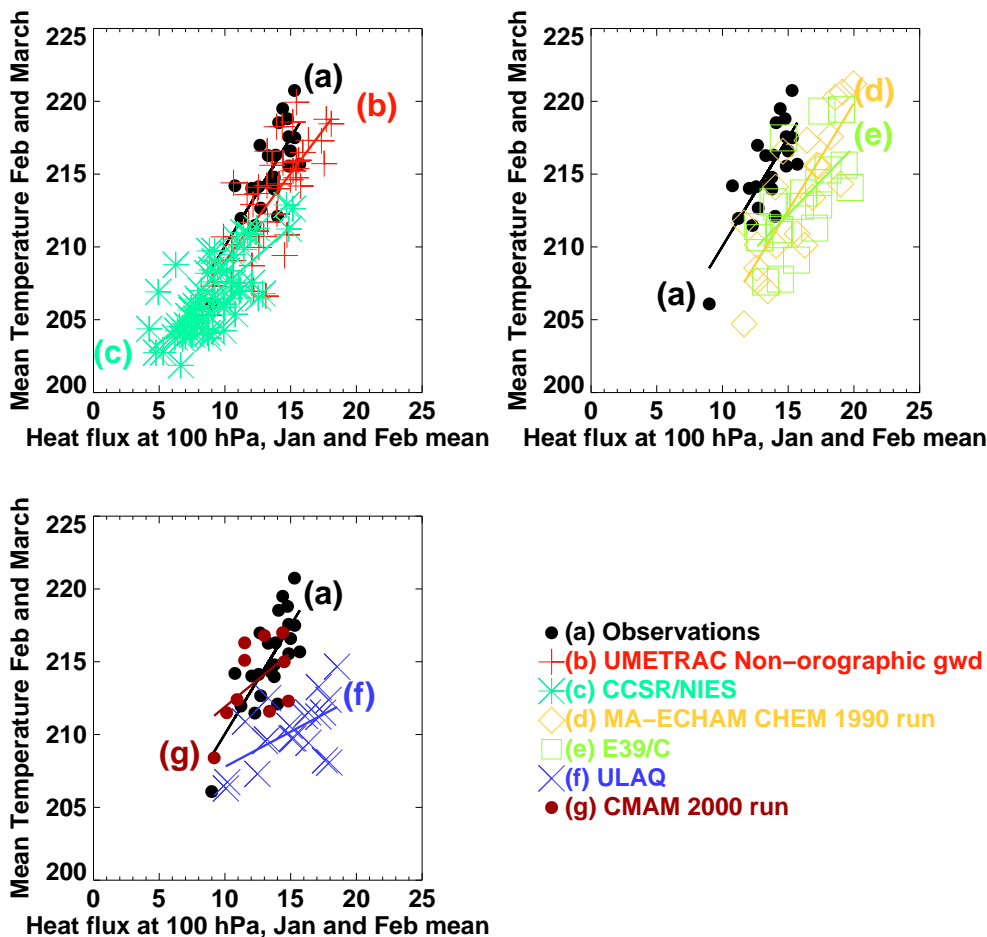 225
220
215
210
205
200
Mean Temperature Feb and March
(a)
(b)
(c)
0 5 10 15 20 25
Heat flux at 100 hPa, Jan and Feb mean
225
220
215
210
205
200
Mean Temperature Feb and March
(d)
(e)
(a)
0 5 10 15 20 25
Heat flux at 100 hPa, Jan and Feb mean
225
220
215
210
205
200
Mean Temperature Feb and March
(a)
(f)
(g)
0 5 10 15 20 25
Heat flux at 100 hPa, Jan and Feb mean
(a) Observations
(b) UMETRAC Non−orographic gwd
(c) CCSR/NIES
(d) MA−ECHAM CHEM 1990 run
(e) E39/C
(f) ULAQ
(g) CMAM 2000 run